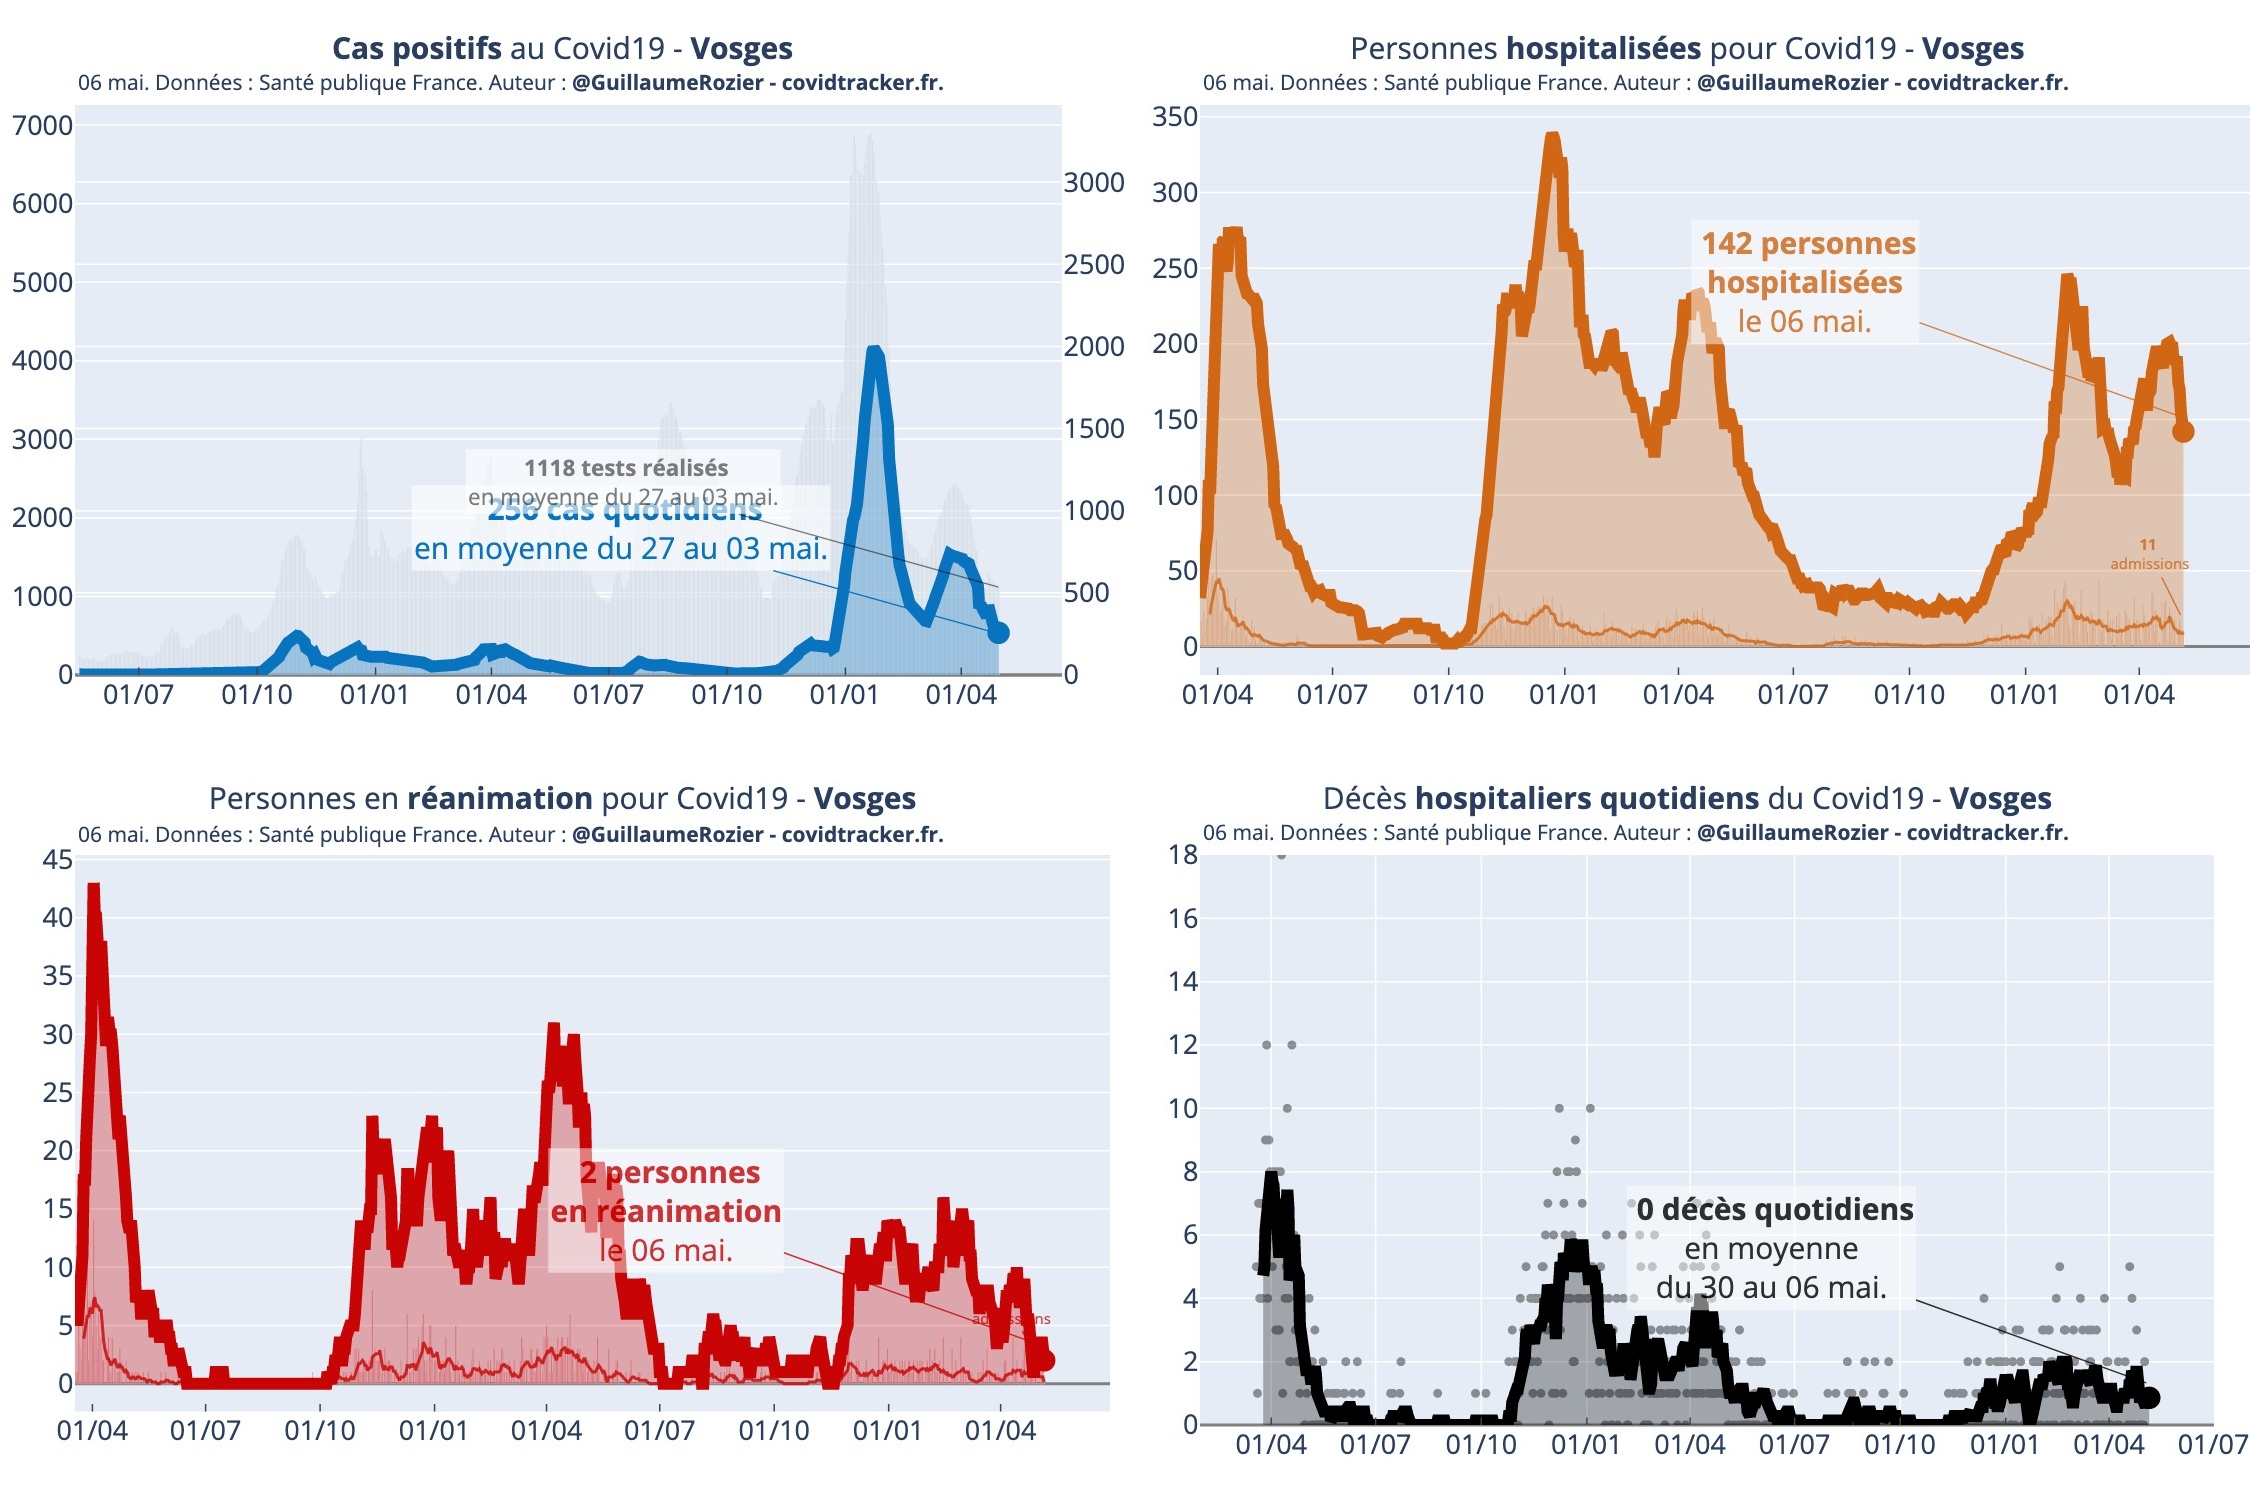 Cas positifs au Covid19 - Vosges
06 mai. Données : Santé publique France. Auteur : @GuillaumeRozier - covidtracker.fr.
7000
6000
5000
4000
3000
2000
1000
0
3000
2500
2000
1500
1000
500
0
1118 tests réalisés
en moyenne du 27 au 03 mai.
256 cas quotidiens
en moyenne du 27 au 03 mai.
01/07 01/10 01/01 01/04 01/07 01/10 01/01 01/04
Personnes hospitalisées pour Covid19 - Vosges
06 mai. Données : Santé publique France. Auteur : @GuillaumeRozier - covidtracker.fr.
350
300
250
200
150
100
50
0
142 personnes
hospitalisées
le 06 mai.
11
admissions
01/04 01/07 01/10 01/01 01/04 01/07 01/10 01/01 01/04
Personnes en réanimation pour Covid19 - Vosges
06 mai. Données : Santé publique France. Auteur : @GuillaumeRozier - covidtracker.fr.
45
40
35
30
25
20
15
10
5
0
2 personnes
en réanimation
le 06 mai.
admissions
01/04 01/07 01/10 01/01 01/04 01/07 01/10 01/01 01/04
Décès hospitaliers quotidiens du Covid19 - Vosges
06 mai. Données : Santé publique France. Auteur : @GuillaumeRozier - covidtracker.fr.
18
16
14
12
10
8
6
4
2
0
0 décès quotidiens
en moyenne
du 30 au 06 mai.
01/04 01/07 01/10 01/01 01/04 01/07 01/10 01/01 01/04 01/07